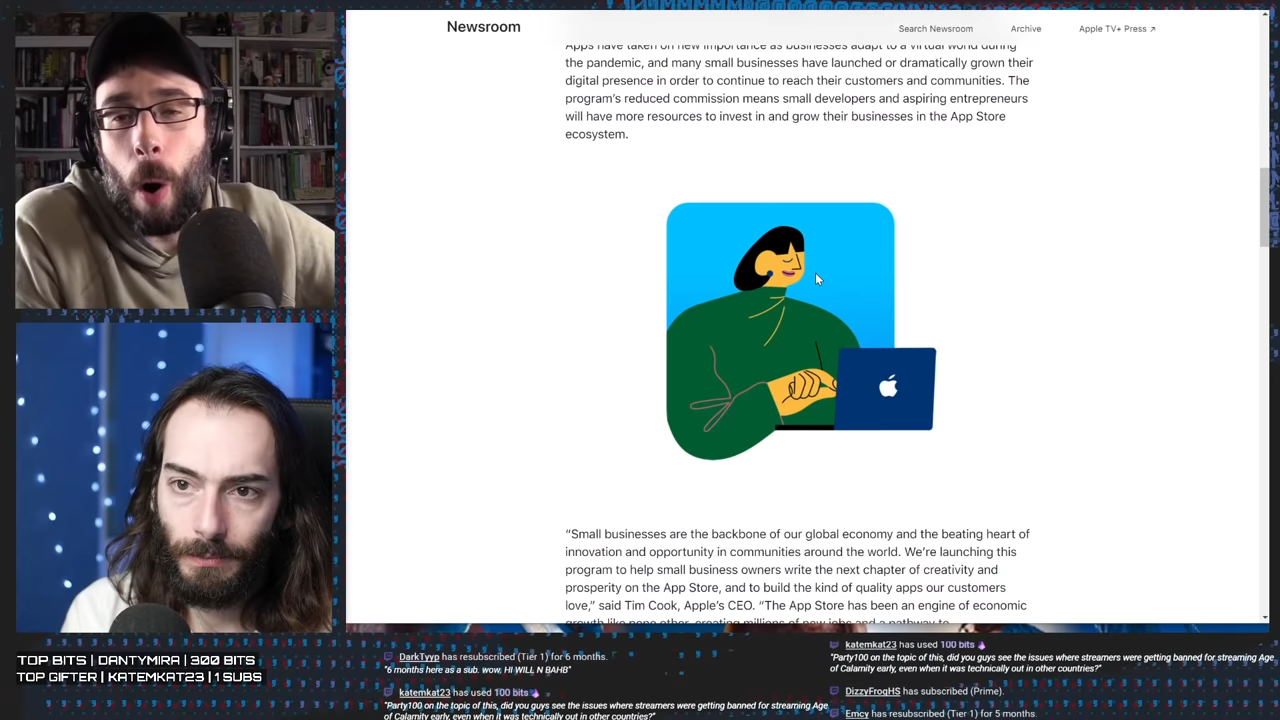 Newsroom
Search Newsroom
Archive
Apple TV+ Press ↗
Apps have taken on new importance as businesses adapt to a virtual world during
the pandemic, and many small businesses have launched or dramatically grown their
digital presence in order to continue to reach their customers and communities. The
program’s reduced commission means small developers and aspiring entrepreneurs
will have more resources to invest in and grow their businesses in the App Store
ecosystem.
“Small businesses are the backbone of our global economy and the beating heart of
innovation and opportunity in communities around the world. We’re launching this
program to help small business owners write the next chapter of creativity and
prosperity on the App Store, and to build the kind of quality apps our customers
love,” said Tim Cook, Apple’s CEO. “The App Store has been an engine of economic
growth like none other, creating millions of new jobs and a pathway to
TOP BITS | DANTYMIRA | 300 BITS
TOP GIFTER | KATEMKAT23 | 1 SUBS
DarkTyyp has resubscribed (Tier 1) for 6 months.
"6 months here as a sub. wow, HI WILL N BAHB"
katemkat23 has used 100 bits
"Party100 on the topic of this, did you guys see the issues where streamers were getting banned for streaming Age
of Calamity early, even when it was technically out in other countries?"
katemkat23 has used 100 bits
"Party100 on the topic of this, did you guys see the issues where streamers were getting banned for streaming Age
of Calamity early, even when it was technically out in other countries?"
DizzyFrogHS has subscribed (Prime).
Emcy has resubscribed (Tier 1) for 5 months.